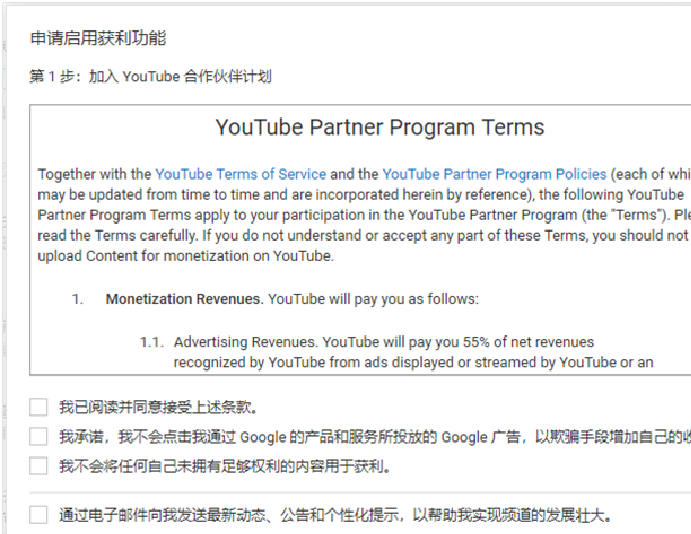 申请启用获利功能
第 1 步：加入 YouTube 合作伙伴计划
YouTube Partner Program Terms
Together with the YouTube Terms of Service and the YouTube Partner Program Policies (each of whi
may be updated from time to time and are incorporated herein by reference), the following YouTube
Partner Program Terms apply to your participation in the YouTube Partner Program (the "Terms"). Ple
read the Terms carefully. If you do not understand or accept any part of these Terms, you should not
upload Content for monetization on YouTube.
1. Monetization Revenues. YouTube will pay you as follows:
1.1. Advertising Revenues. YouTube will pay you 55% of net revenues
recognized by YouTube from ads displayed or streamed by YouTube or an
我已阅读并同意接受上述条款。
我承诺，我不会点击我通过 Google 的产品和服务所投放的 Google 广告，以欺骗手段增加自己的收
我不会将任何自己未拥有足够权利的内容用于获利。
通过电子邮件向我发送最新动态、公告和个性化提示，以帮助我实现频道的发展壮大。